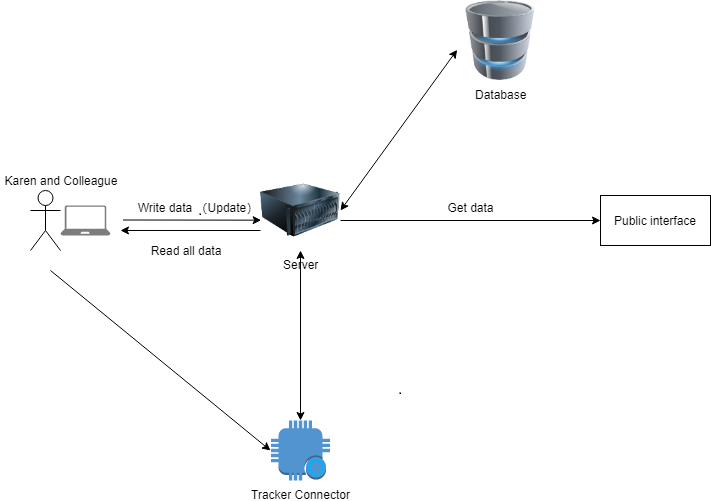 Database
Karen and Colleague
Write data .(Update)
Get data
Public interface
Read all data
Server
.
Tracker Connector